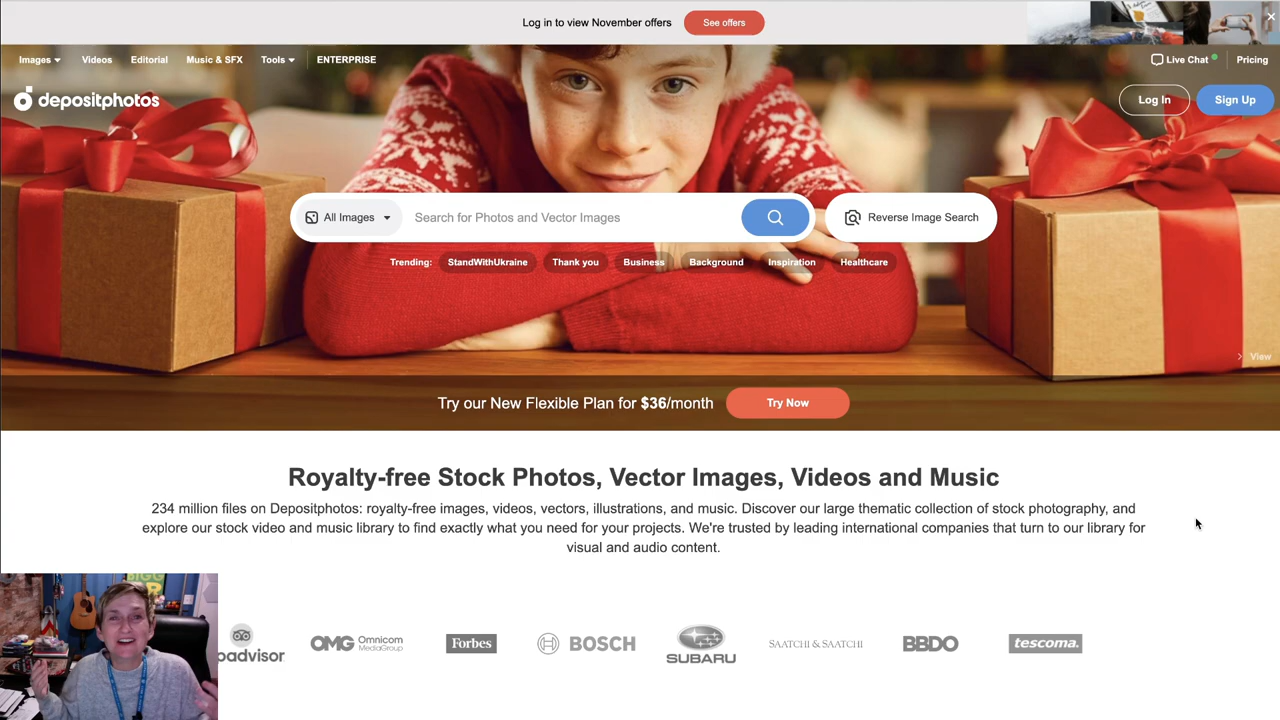 Log in to view November offers See offers
Images Videos Editorial Music & SFX Tools ENTERPRISE Live Chat Pricing
depositphotos Log In Sign Up
All Images Search for Photos and Vector Images Reverse Image Search
Trending: StandWithUkraine Thank you Business Background Inspiration Healthcare
View
Try our New Flexible Plan for $36/month Try Now
Royalty-free Stock Photos, Vector Images, Videos and Music
234 million files on Depositphotos: royalty-free images, videos, vectors, illustrations, and music. Discover our large thematic collection of stock photography, and
explore our stock video and music library to find exactly what you need for your projects. We're trusted by leading international companies that turn to our library for
visual and audio content.
padvisor OMG Omnicom MediaGroup Forbes BOSCH SUBARU SAATCHI & SAATCHI BBDO tescoma.